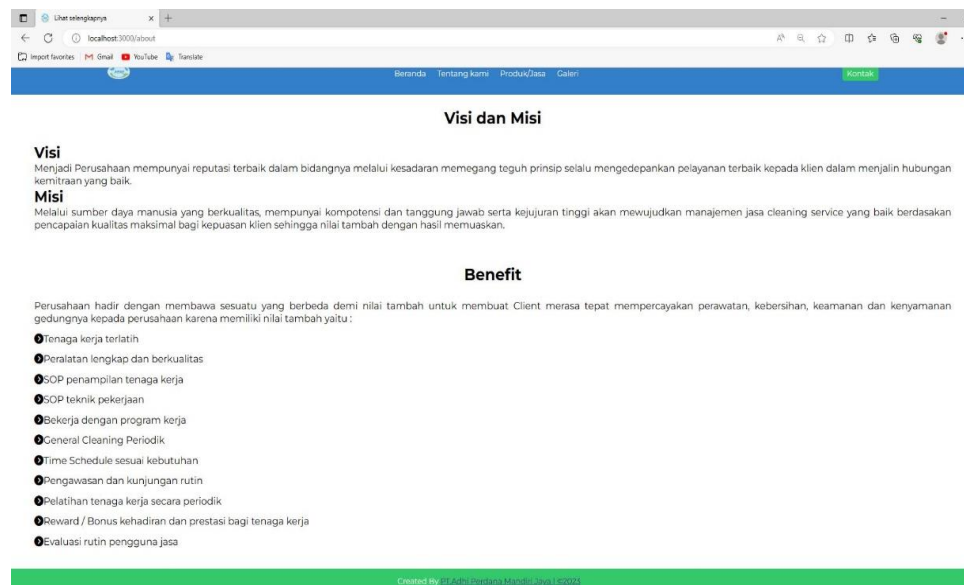 Lihat selengkapnya
localhost:3000/about
Import favorites Gmail YouTube Translate
Beranda Tentang kami Produk/Jasa Galeri Kontak
Visi dan Misi
Visi
Menjadi Perusahaan mempunyai reputasi terbaik dalam bidangnya melalui kesadaran memegang teguh prinsip selalu mengedepankan pelayanan terbaik kepada klien dalam menjalin hubungan
kemitraan yang baik.
Misi
Melalui sumber daya manusia yang berkualitas, mempunyai kompotensi dan tanggung jawab serta kejujuran tinggi akan mewujudkan manajemen jasa cleaning service yang baik berdasakan
pencapaian kualitas maksimal bagi kepuasan klien sehingga nilai tambah dengan hasil memuaskan.
Benefit
Perusahaan hadir dengan membawa sesuatu yang berbeda demi nilai tambah untuk membuat Client merasa tepat mempercayakan perawatan, kebersihan, keamanan dan kenyamanan
gedungnya kepada perusahaan karena memiliki nilai tambah yaitu :
Tenaga kerja terlatih
Peralatan lengkap dan berkualitas
SOP penampilan tenaga kerja
SOP teknik pekerjaan
Bekerja dengan program kerja
General Cleaning Periodik
Time Schedule sesuai kebutuhan
Pengawasan dan kunjungan rutin
Pelatihan tenaga kerja secara periodik
Reward / Bonus kehadiran dan prestasi bagi tenaga kerja
Evaluasi rutin pengguna jasa
Created By PT.Adhi Perdana Mandiri Jaya | ©2023